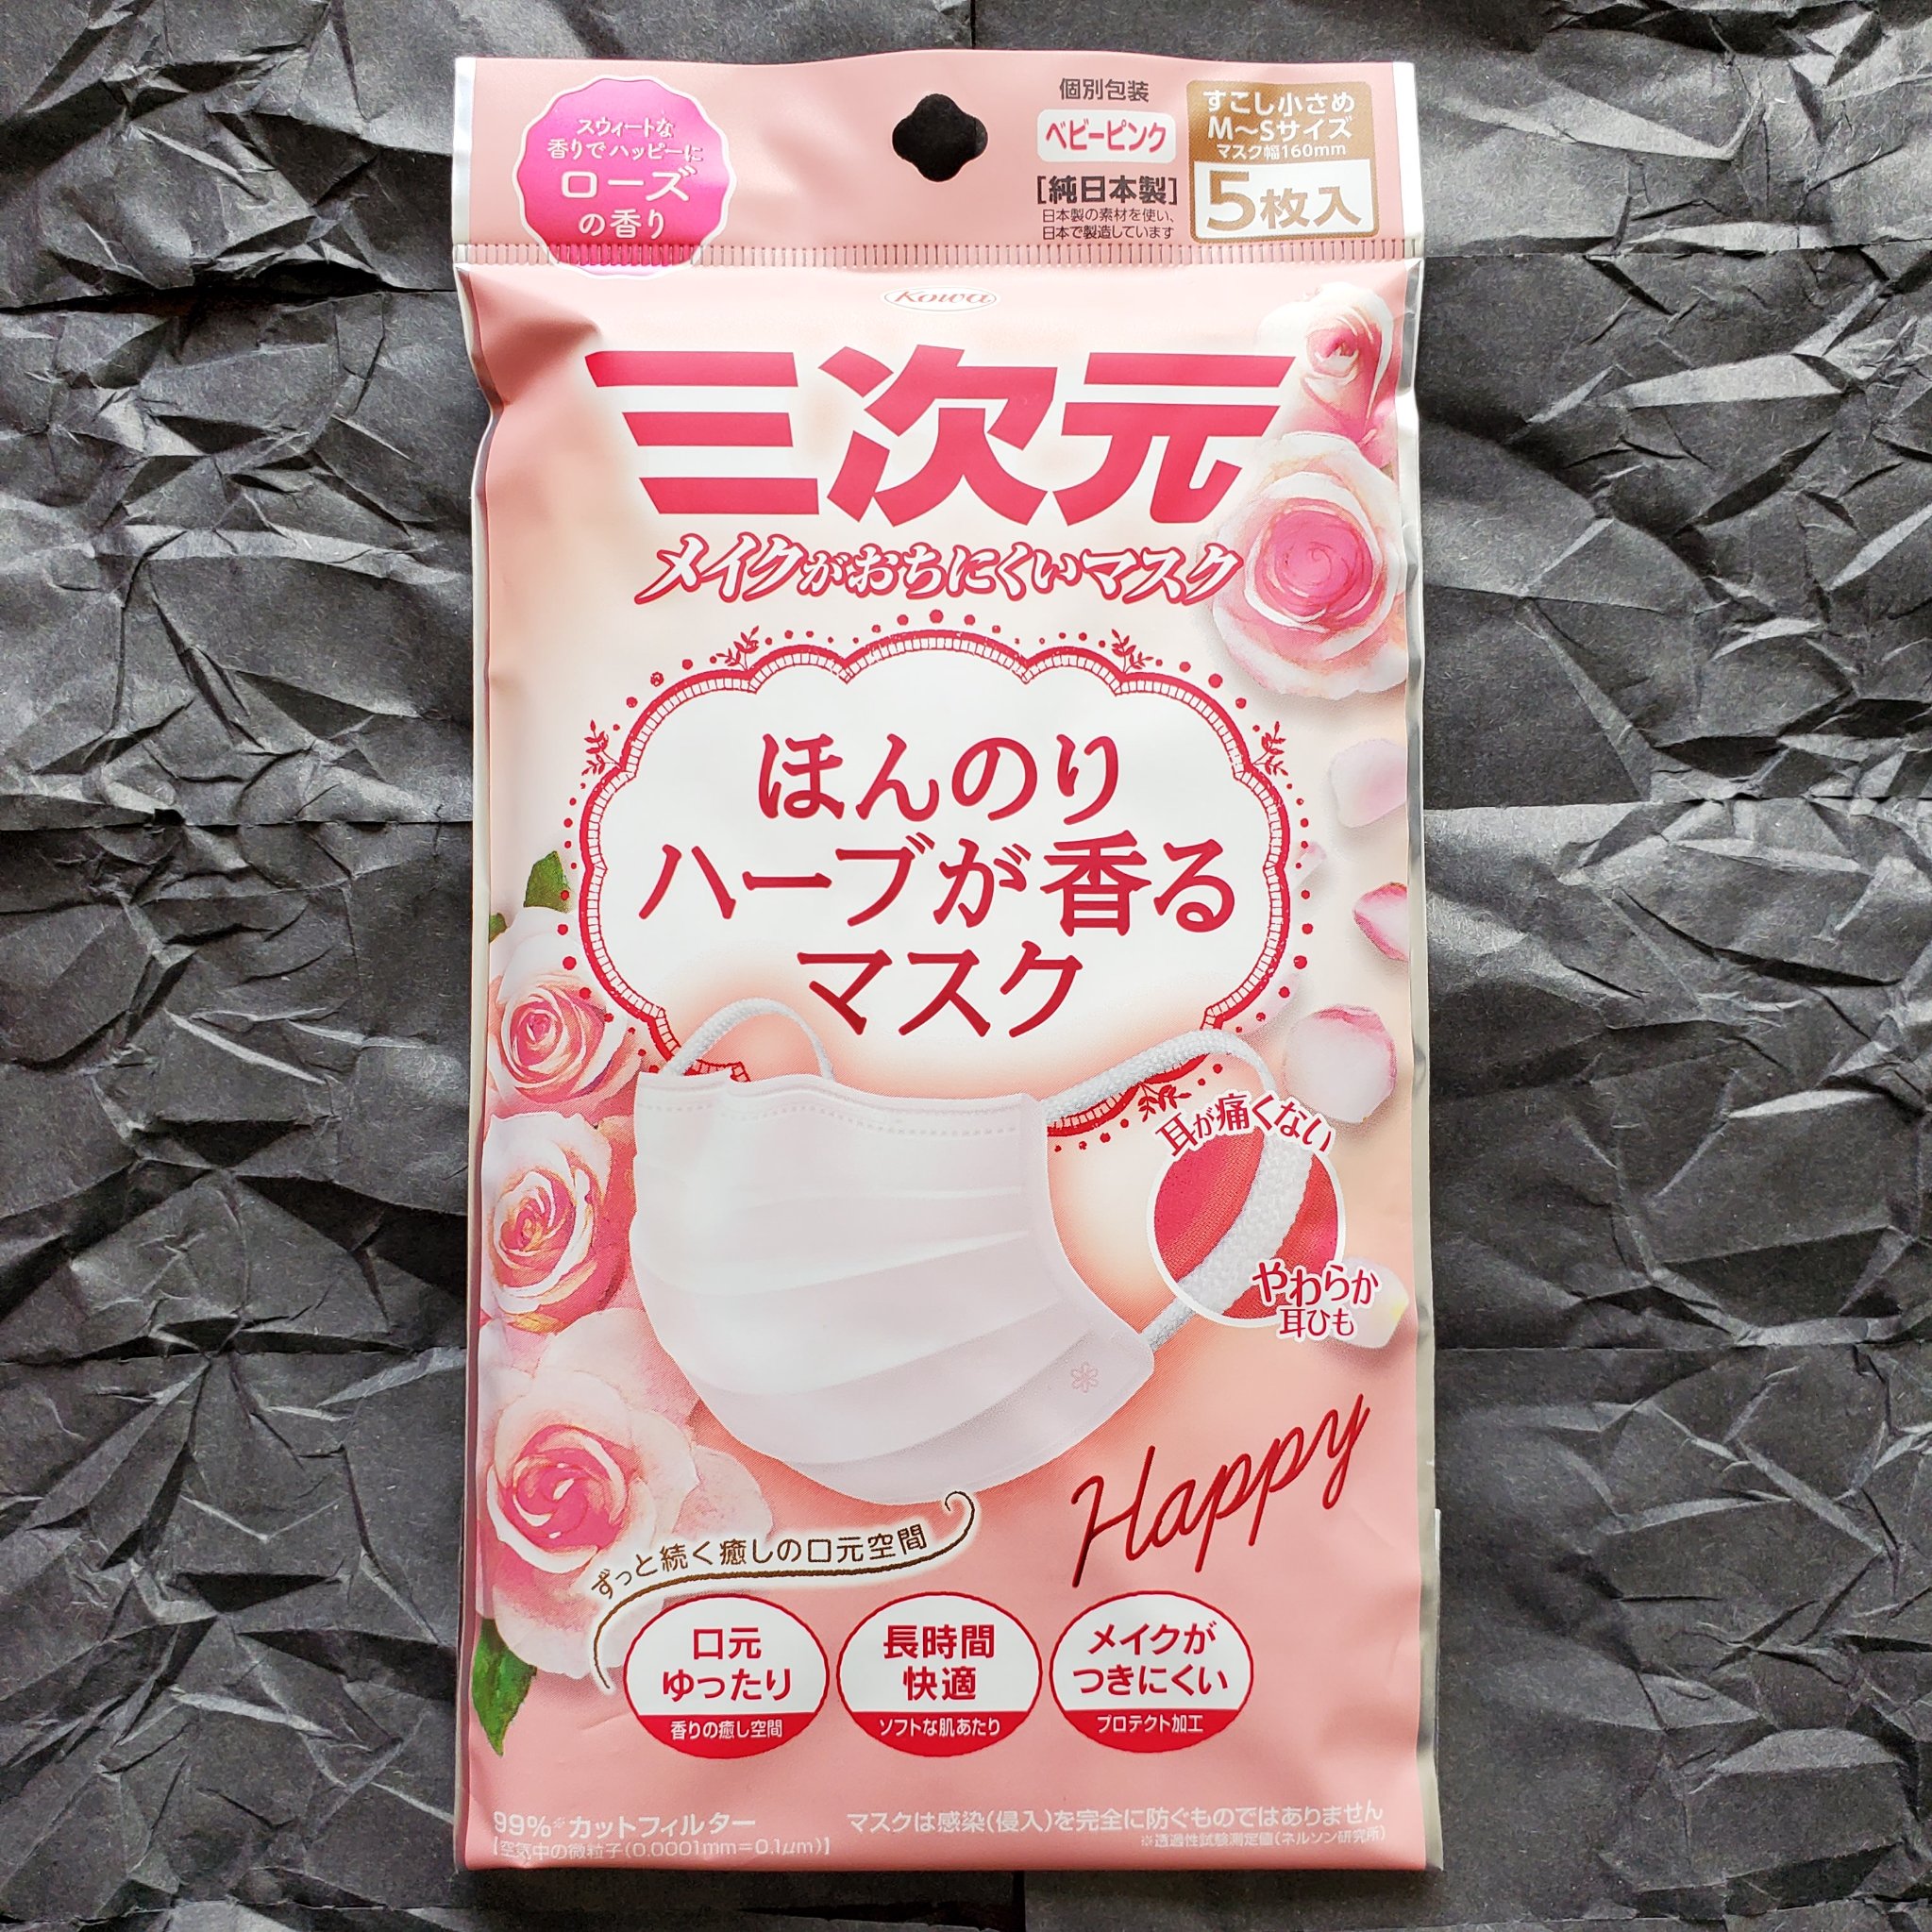 スウィートな
香りでハッピーに
ローズ
の香り
個別包装
ベビーピンク
[純日本製]
日本製の素材を使い、
日本で製造しています
すこし小さめ
M〜Sサイズ
マスク幅160mm
5枚入
Kowa
三次元
メイクがおちにくいマスク
ほんのり
ハーブが香る
マスク
耳が痛くない
やわらか
耳ひも
Happy
ずっと続く癒しの口元空間
口元
ゆったり
香りの癒し空間
長時間
快適
ソフトな肌あたり
メイクが
つきにくい
プロテクト加工
99%※カットフィルター
【空気中の微粒子(0.0001mm=0.1μm)】
マスクは感染(侵入)を完全に防ぐものではありません
※透過性試験測定値(ネルソン研究所)